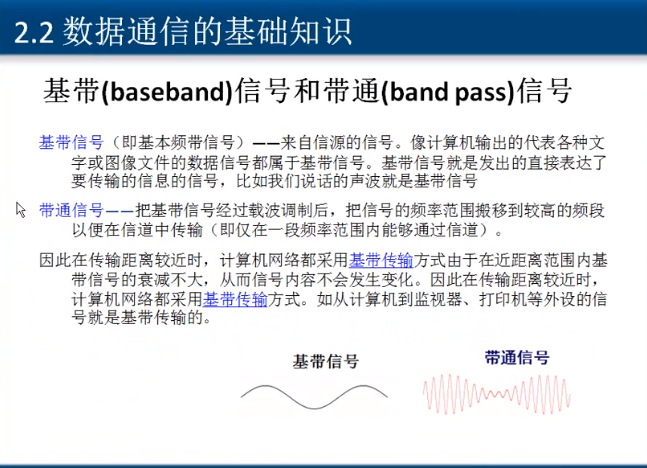 2.2 数据通信的基础知识
基带(baseband)信号和带通(band pass)信号
基带信号（即基本频带信号）——来自信源的信号。像计算机输出的代表各种文
字或图像文件的数据信号都属于基带信号。基带信号就是发出的直接表达了
要传输的信息的信号，比如我们说话的声波就是基带信号
带通信号——把基带信号经过载波调制后，把信号的频率范围搬移到较高的频段
以便在信道中传输（即仅在一段频率范围内能够通过信道）。
因此在传输距离较近时，计算机网络都采用基带传输方式由于在近距离范围内基
带信号的衰减不大，从而信号内容不会发生变化。因此在传输距离较近时，
计算机网络都采用基带传输方式。如从计算机到监视器、打印机等外设的信
号就是基带传输的。
基带信号
带通信号